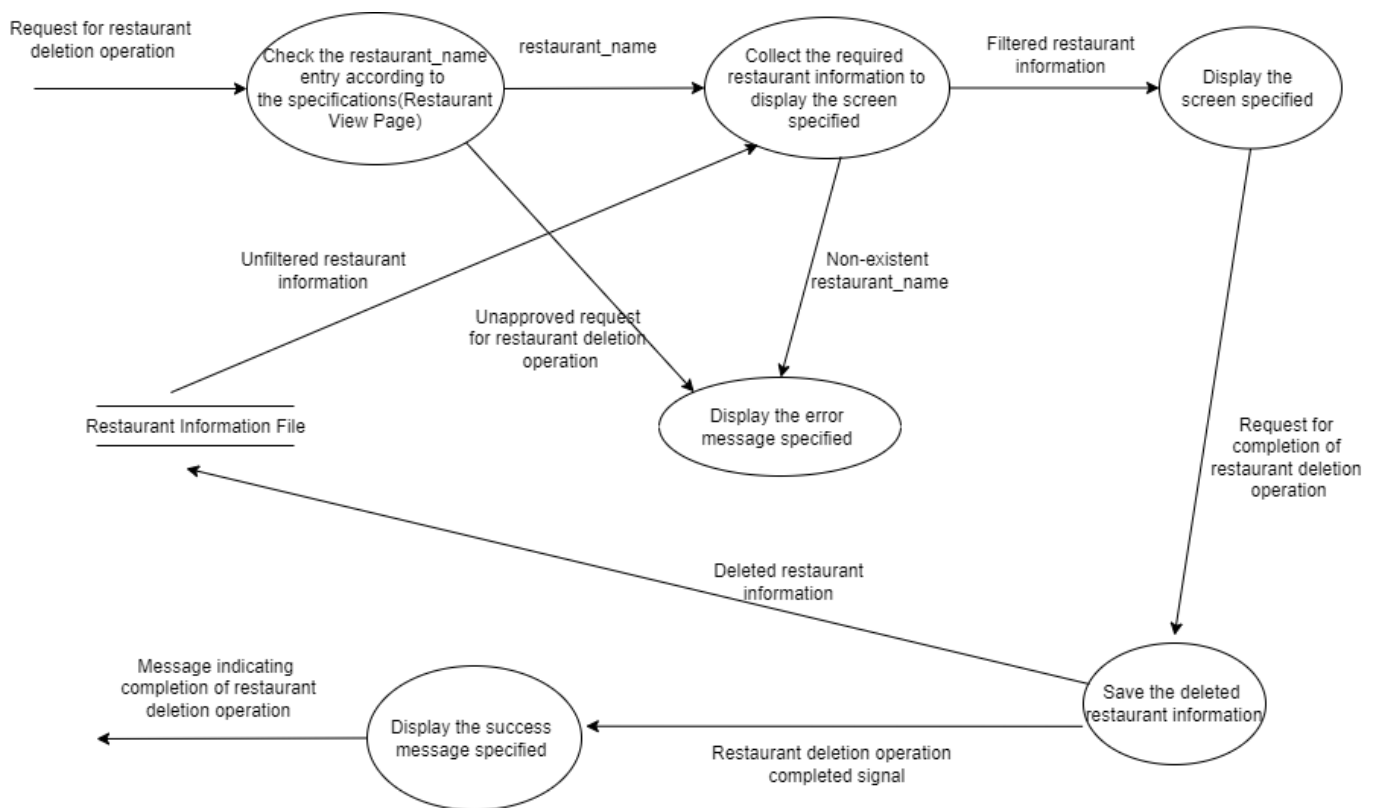 Request for restaurant
deletion operation
Check the restaurant_name
entry according to
the specifications(Restaurant
View Page)
restaurant_name
Collect the required
restaurant information to
display the screen
specified
Filtered restaurant
information
Display the
screen specified
Unfiltered restaurant
information
Non-existent
restaurant_name
Unapproved request
for restaurant deletion
operation
Display the error
message specified
Restaurant Information File
Request for
completion of
restaurant deletion
operation
Deleted restaurant
information
Save the deleted
restaurant information
Message indicating
completion of restaurant
deletion operation
Display the success
message specified
Restaurant deletion operation
completed signal